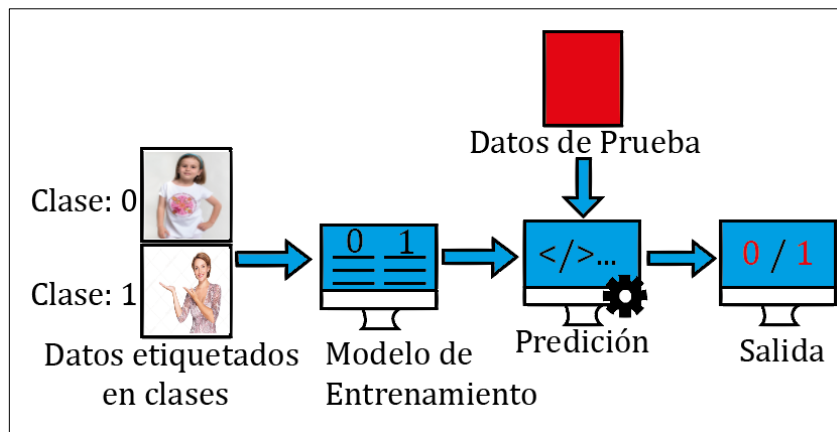 Datos de Prueba
Clase: 0
Clase: 1
0 1
</>...
0 / 1
Datos etiquetados
en clases
Modelo de
Entrenamiento
Predición
Salida